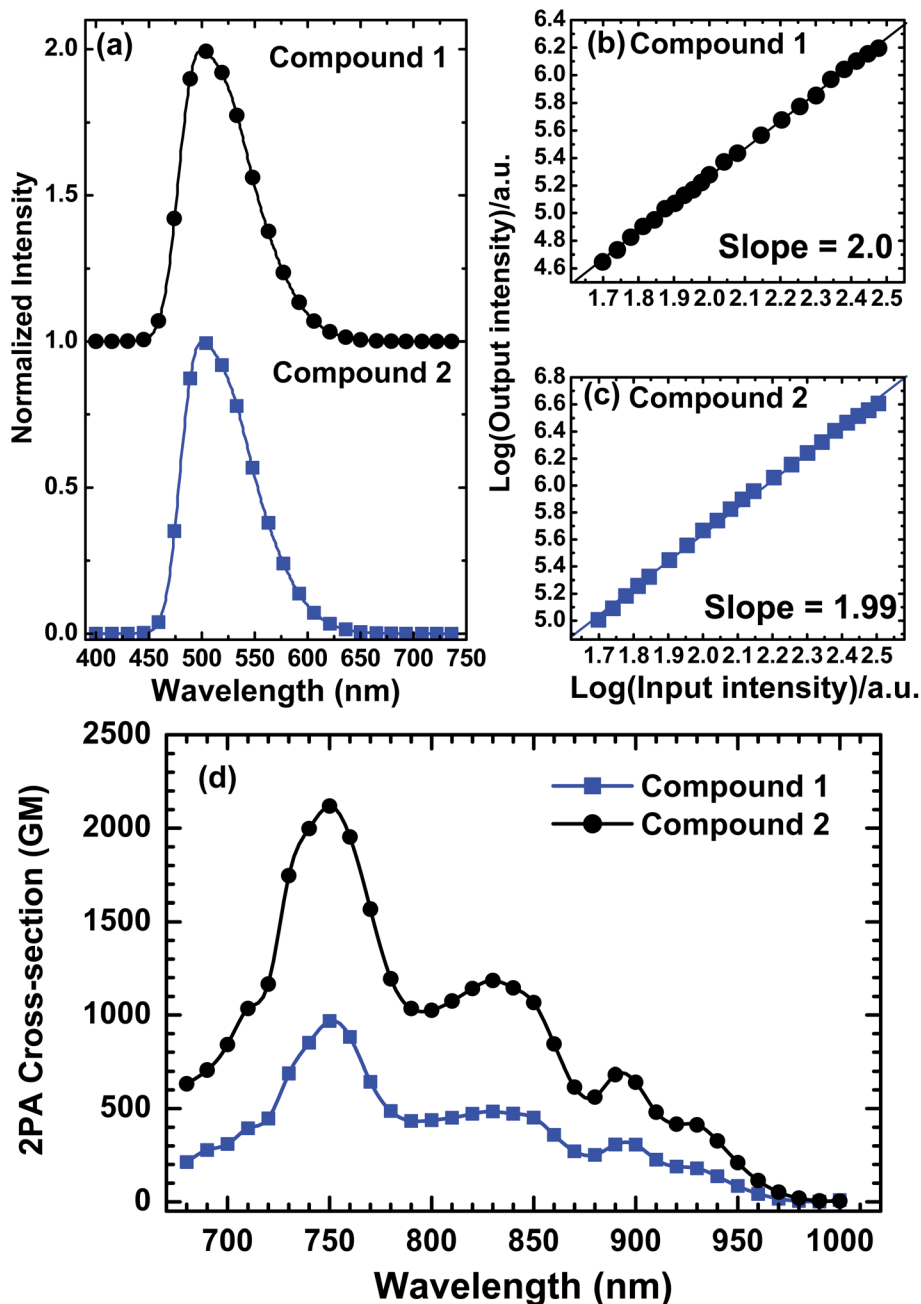 (a)
Compound 1
Compound 2
2.0
1.5
1.0
0.5
0.0
Normalized Intensity
400 450 500 550 600 650 700 750
Wavelength (nm)
(b) Compound 1
6.4
6.2
6.0
5.8
5.6
5.4
5.2
5.0
4.8
4.6
Slope = 2.0
1.7 1.8 1.9 2.0 2.1 2.2 2.3 2.4 2.5
Log(Output intensity)/a.u.
(c) Compound 2
6.8
6.6
6.4
6.2
6.0
5.8
5.6
5.4
5.2
5.0
Slope = 1.99
1.7 1.8 1.9 2.0 2.1 2.2 2.3 2.4 2.5
Log(Input intensity)/a.u.
(d)
Compound 1
Compound 2
2500
2000
1500
1000
500
0
2PA Cross-section (GM)
700 750 800 850 900 950 1000
Wavelength (nm)